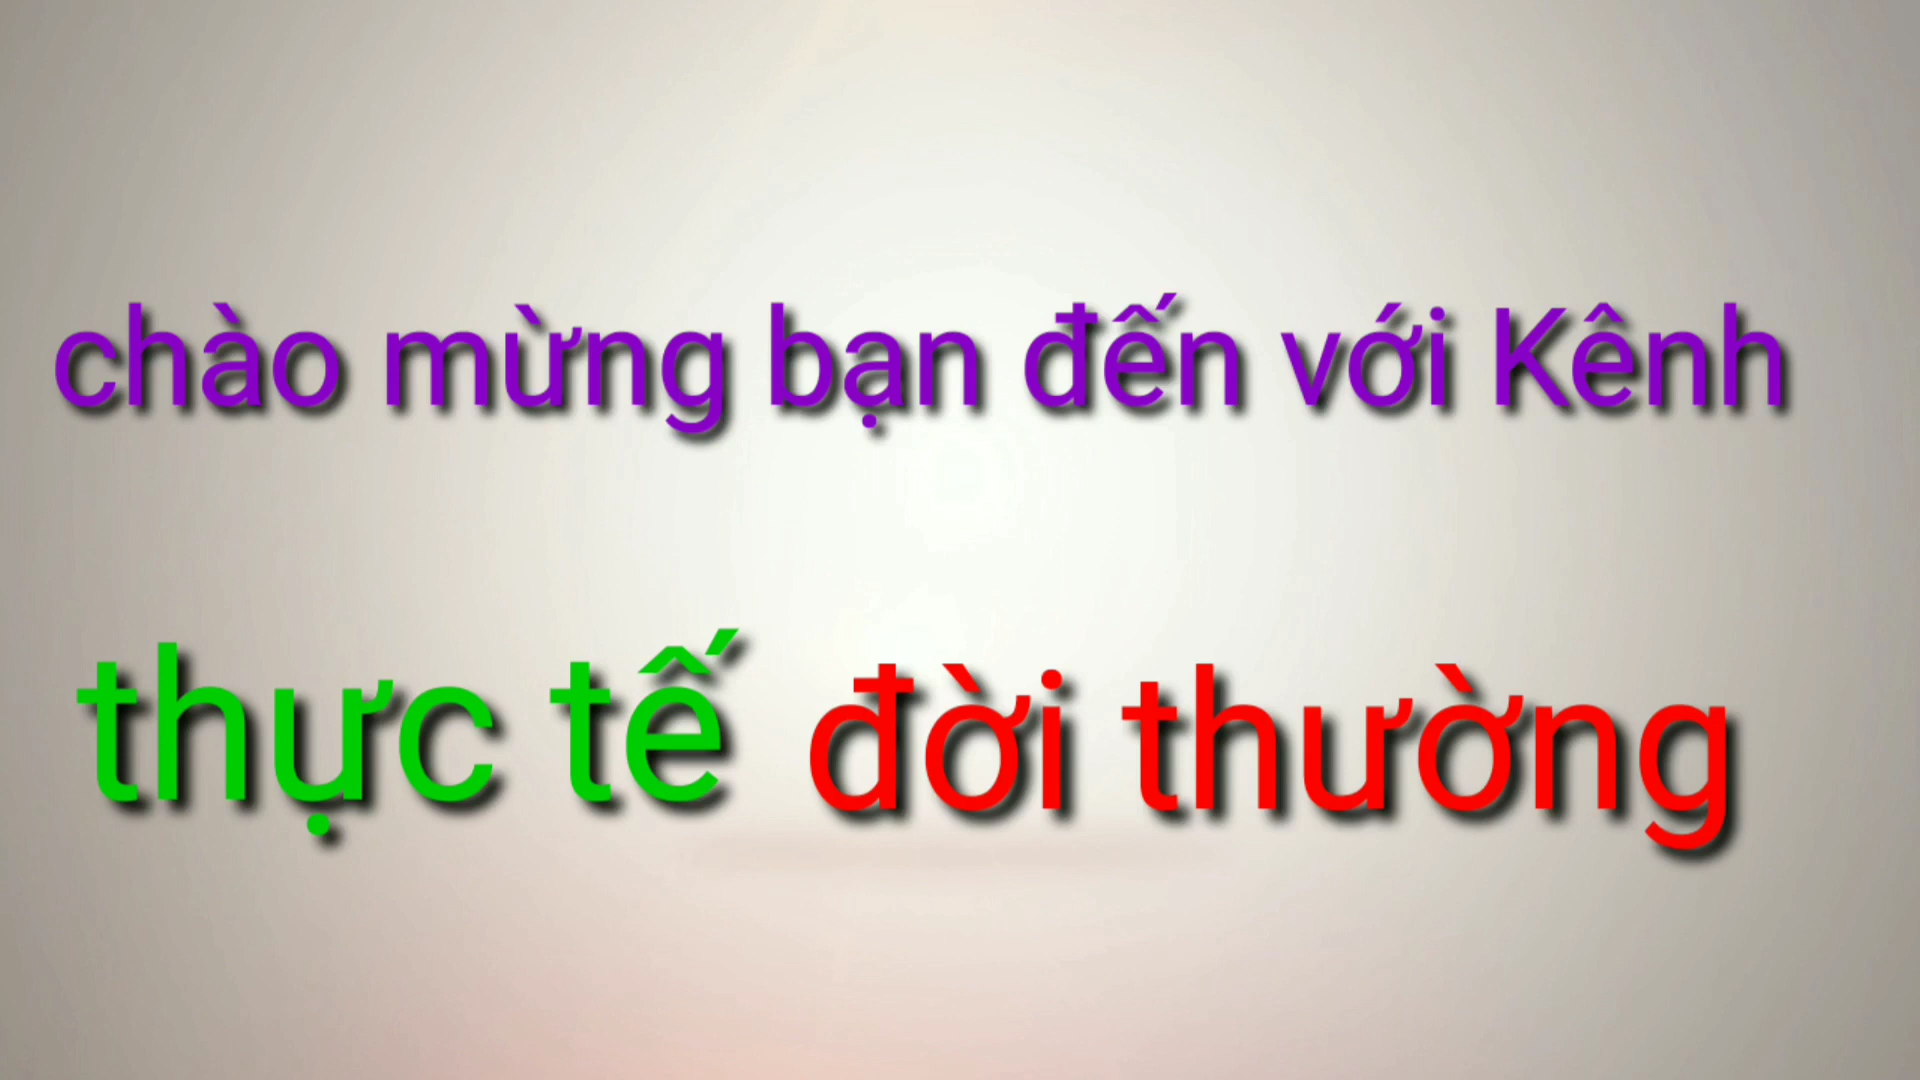 chào mừng bạn đến với Kênh
thực tế đời thường